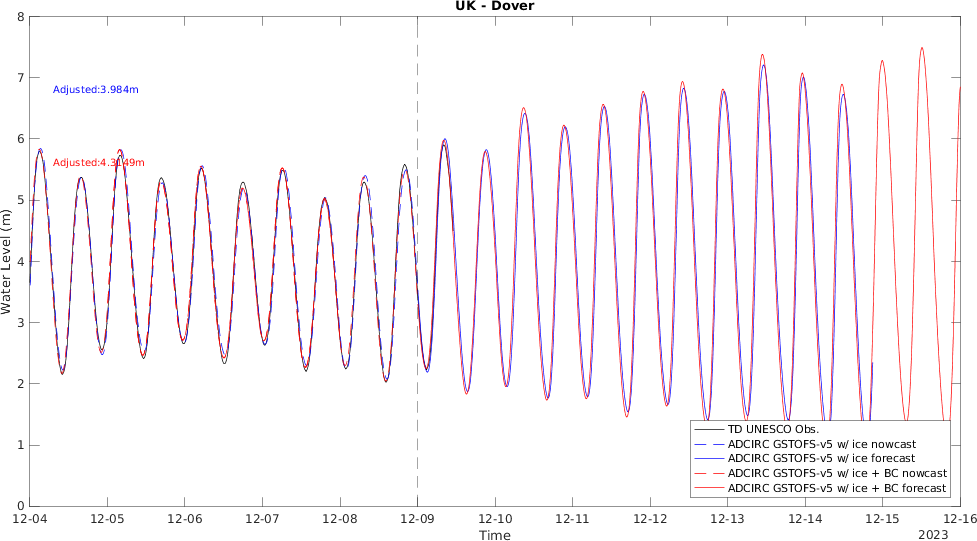 UK - Dover
8
7
6
5
4
3
2
1
0
Water Level (m)
Adjusted:3.984m
Adjusted:4.3149m
TD UNESCO Obs.
ADCIRC GSTOFS-v5 w/ ice nowcast
ADCIRC GSTOFS-v5 w/ ice forecast
ADCIRC GSTOFS-v5 w/ ice + BC nowcast
ADCIRC GSTOFS-v5 w/ ice + BC forecast
12-04 12-05 12-06 12-07 12-08 12-09 12-10 12-11 12-12 12-13 12-14 12-15 12-16
Time
2023